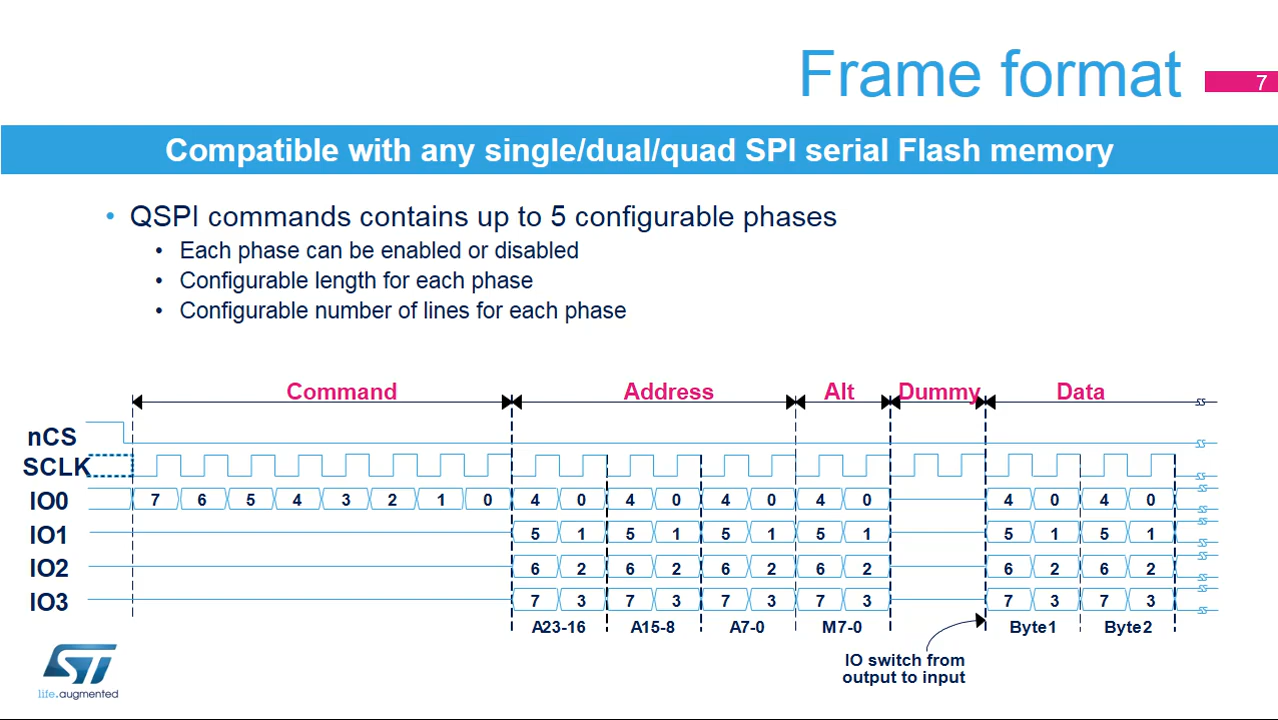 Frame format
7
Compatible with any single/dual/quad SPI serial Flash memory
• QSPI commands contains up to 5 configurable phases
• Each phase can be enabled or disabled
• Configurable length for each phase
• Configurable number of lines for each phase
Command Address Alt Dummy Data
nCS
SCLK
IO0 7 6 5 4 3 2 1 0 4 0 4 0 4 0 4 0 4 0 4 0
IO1 5 1 5 1 5 1 5 1 5 1 5 1
IO2 6 2 6 2 6 2 6 2 6 2 6 2
IO3 7 3 7 3 7 3 7 3 7 3 7 3
A23-16 A15-8 A7-0 M7-0 Byte1 Byte2
IO switch from
output to input
ST
life.augmented